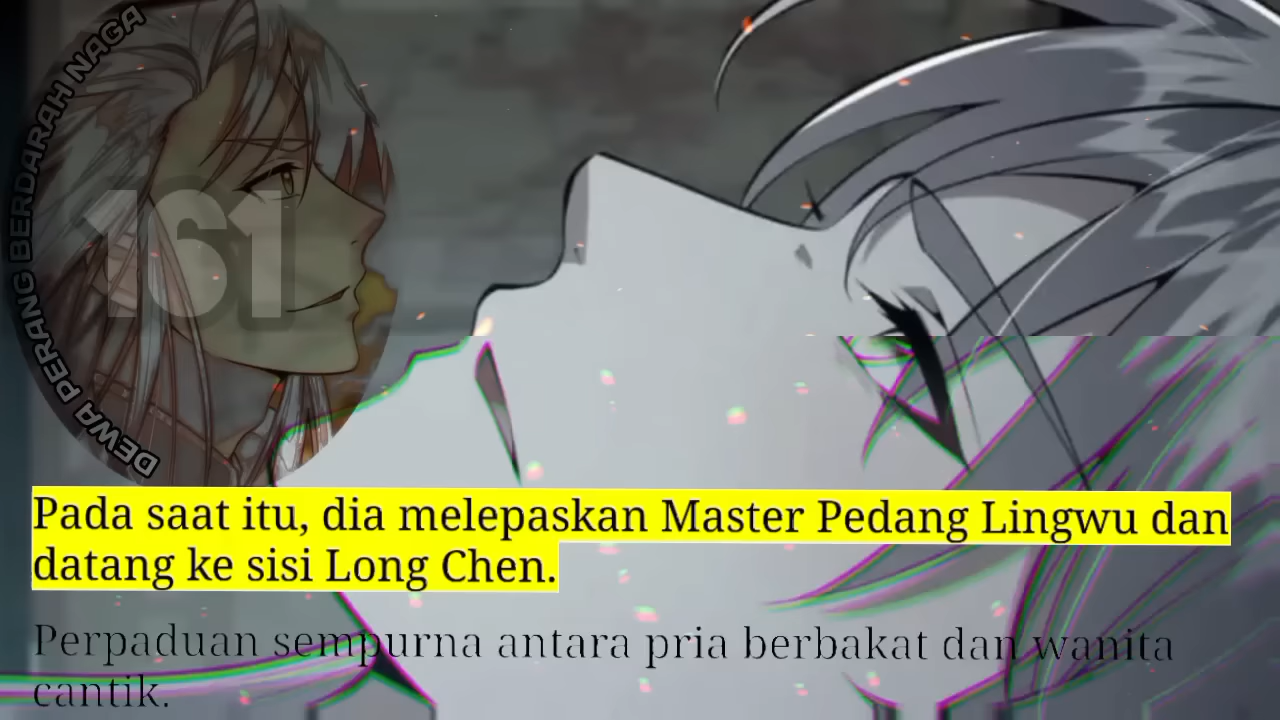 DEWA PERANG BERDARAH NAGA
161
Pada saat itu, dia melepaskan Master Pedang Lingwu dan
datang ke sisi Long Chen.
Perpaduan sempurna antara pria berbakat dan wanita
cantik.